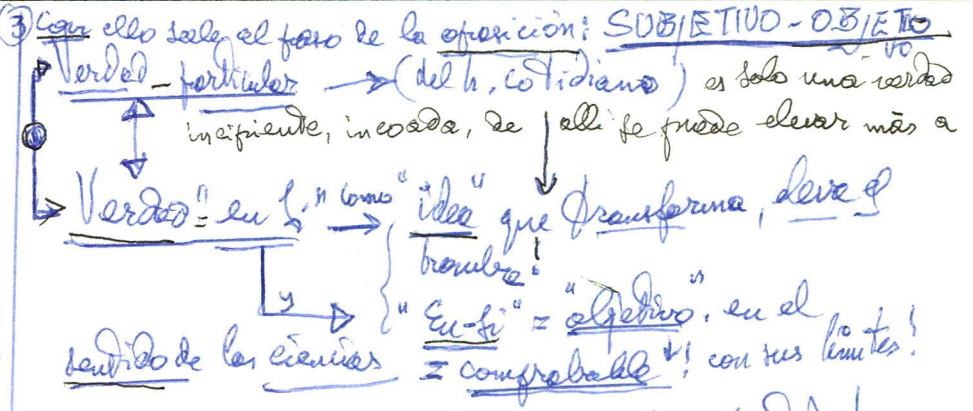 ③ Con ello sale al paso de la oposición: SUBJETIVO - OBJETIVO
Verdad - particular → (del h. cotidiano) es solo una verdad
incipiente, incoada, de allí se puede elevar más a
Verdad "en sí" como → "idea" que transforma, eleva al
hombre!
y → "En-sí" = "objetivo", en el
sentido de las ciencias = comprobable! con sus límites!